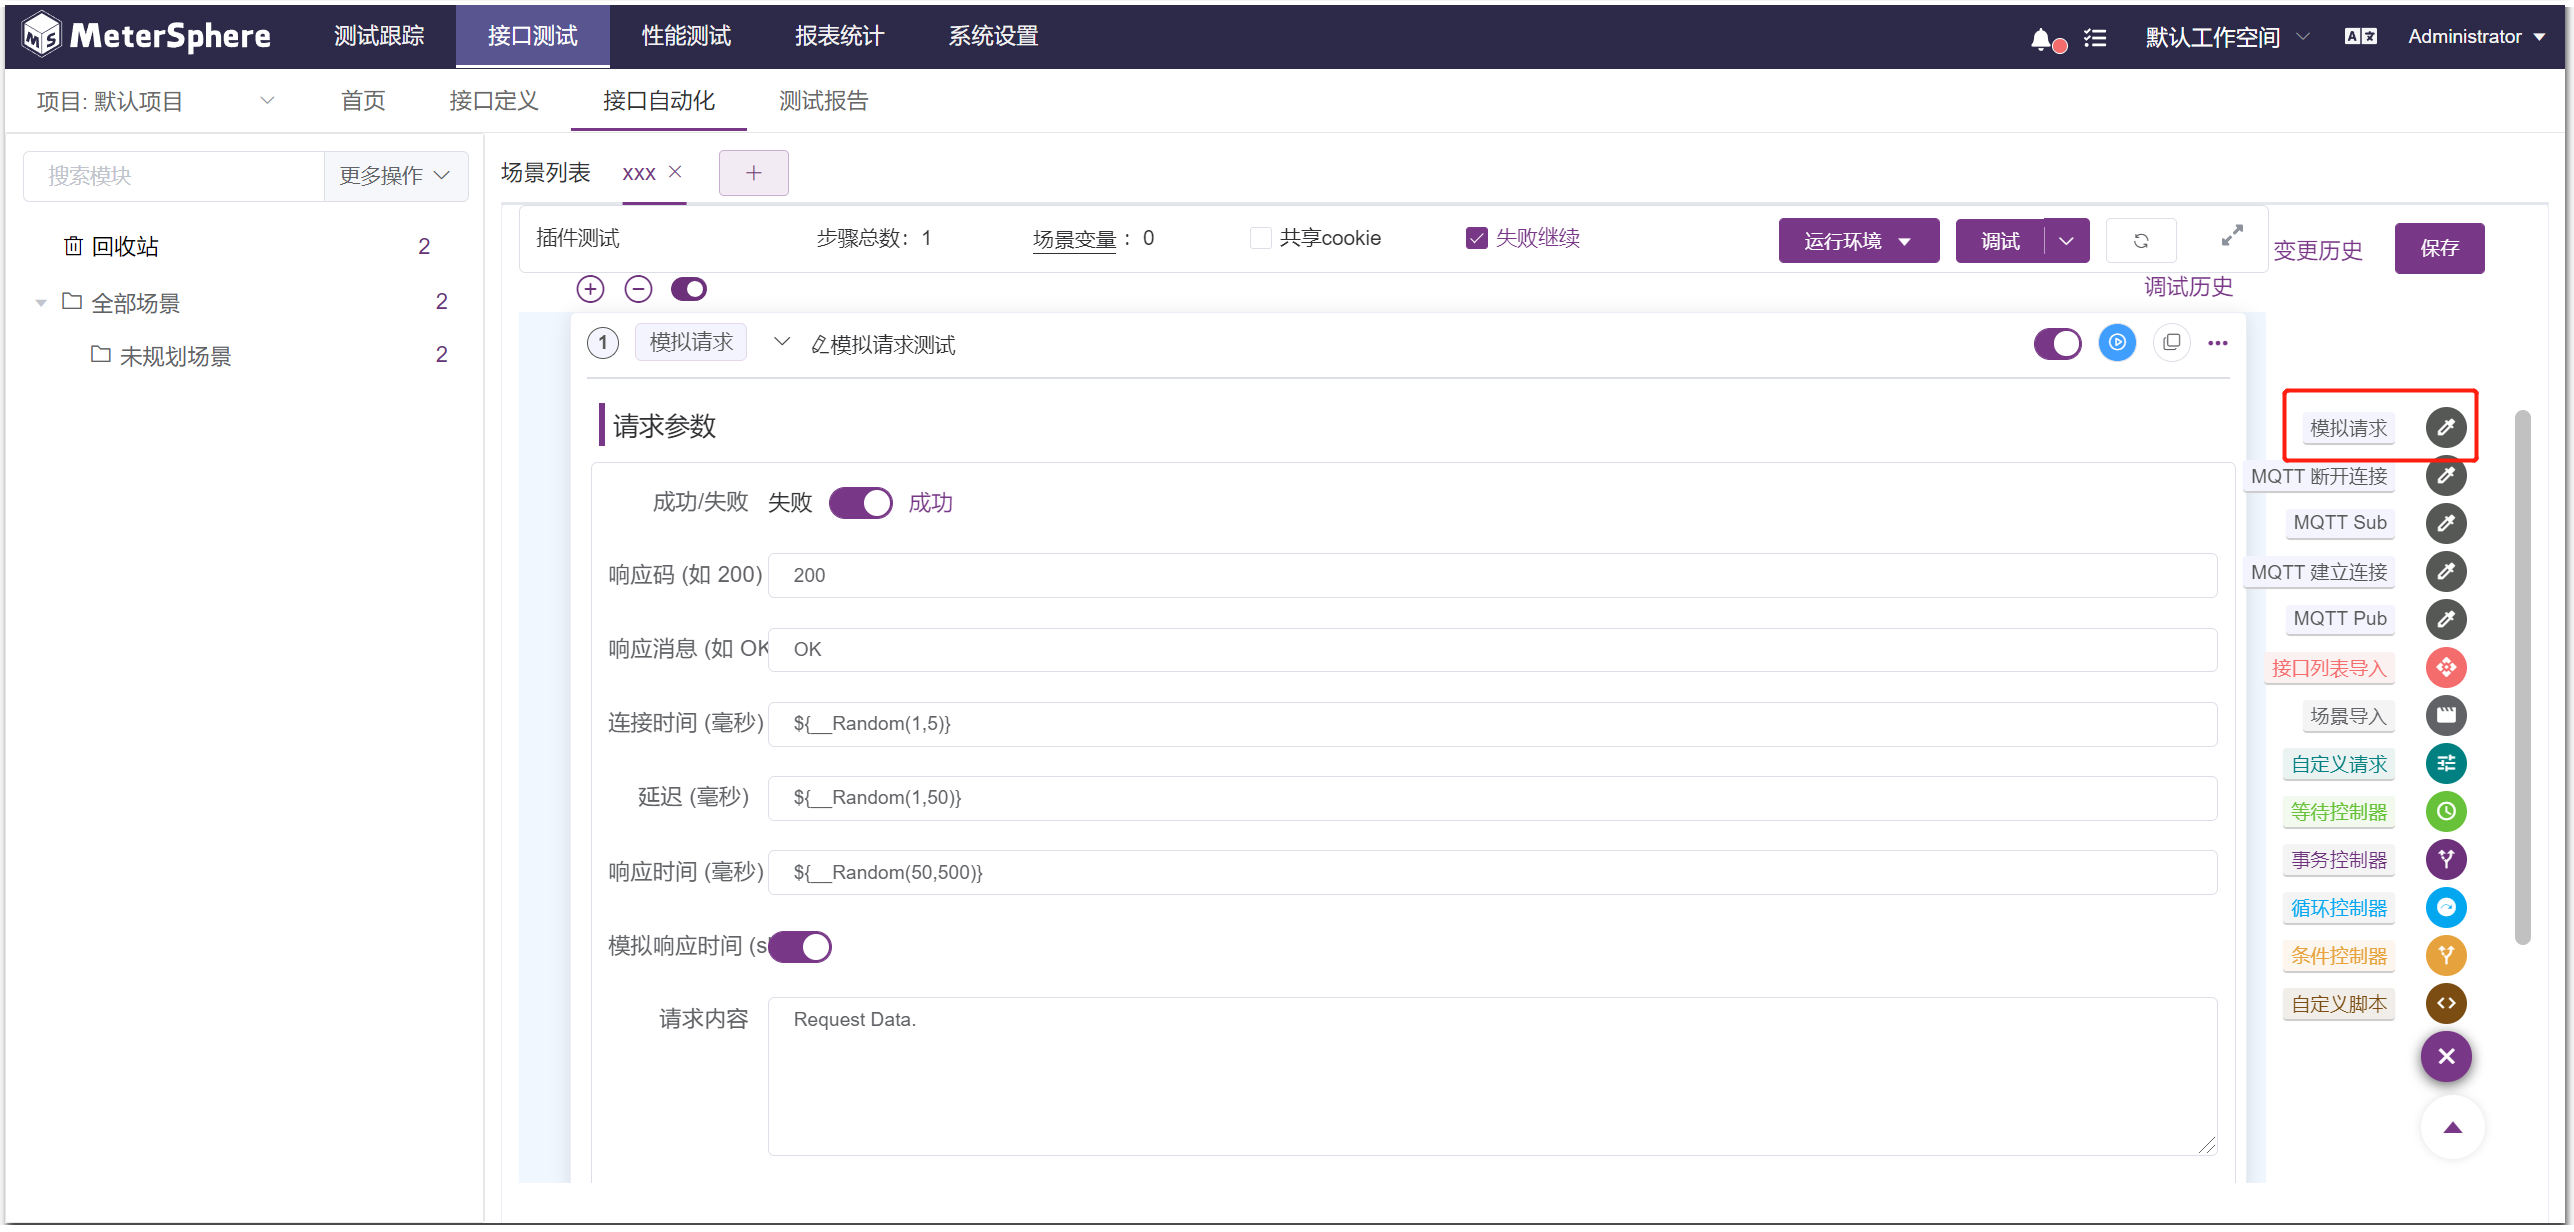 MeterSphere 测试跟踪 接口测试 性能测试 报表统计 系统设置 默认工作空间 Administrator
项目: 默认项目 首页 接口定义 接口自动化 测试报告
搜索模块 更多操作
回收站 2
全部场景 2
未规划场景 2
场景列表 xxx
插件测试 步骤总数：1 场景变量：0 共享cookie 失败继续 运行环境 调试 变更历史 保存
调试历史
1 模拟请求 模拟请求测试
请求参数
成功/失败 失败 成功
响应码 (如 200) 200
响应消息 (如 OK OK
连接时间 (毫秒) ${__Random(1,5)}
延迟 (毫秒) ${__Random(1,50)}
响应时间 (毫秒) ${__Random(50,500)}
模拟响应时间 (s
请求内容 Request Data.
模拟请求
MQTT 断开连接
MQTT Sub
MQTT 建立连接
MQTT Pub
接口列表导入
场景导入
自定义请求
等待控制器
事务控制器
循环控制器
条件控制器
自定义脚本